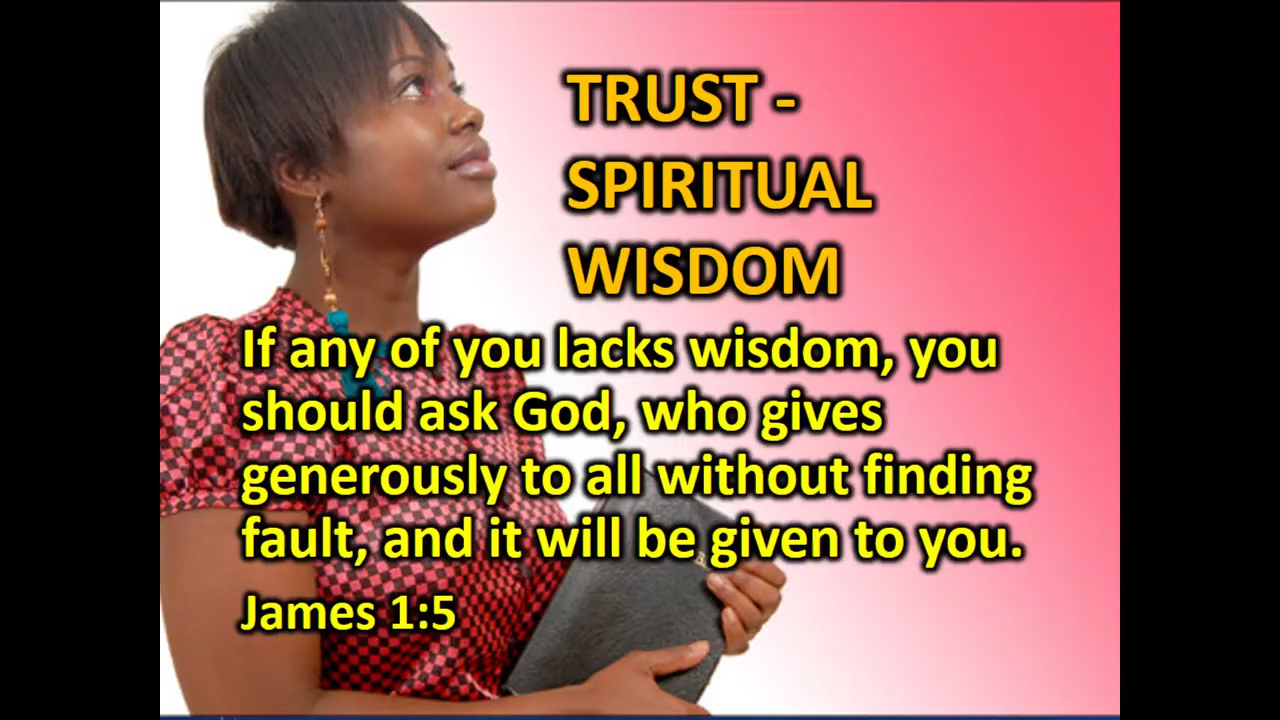 TRUST -
SPIRITUAL
WISDOM
If any of you lacks wisdom, you
should ask God, who gives
generously to all without finding
fault, and it will be given to you.
James 1:5